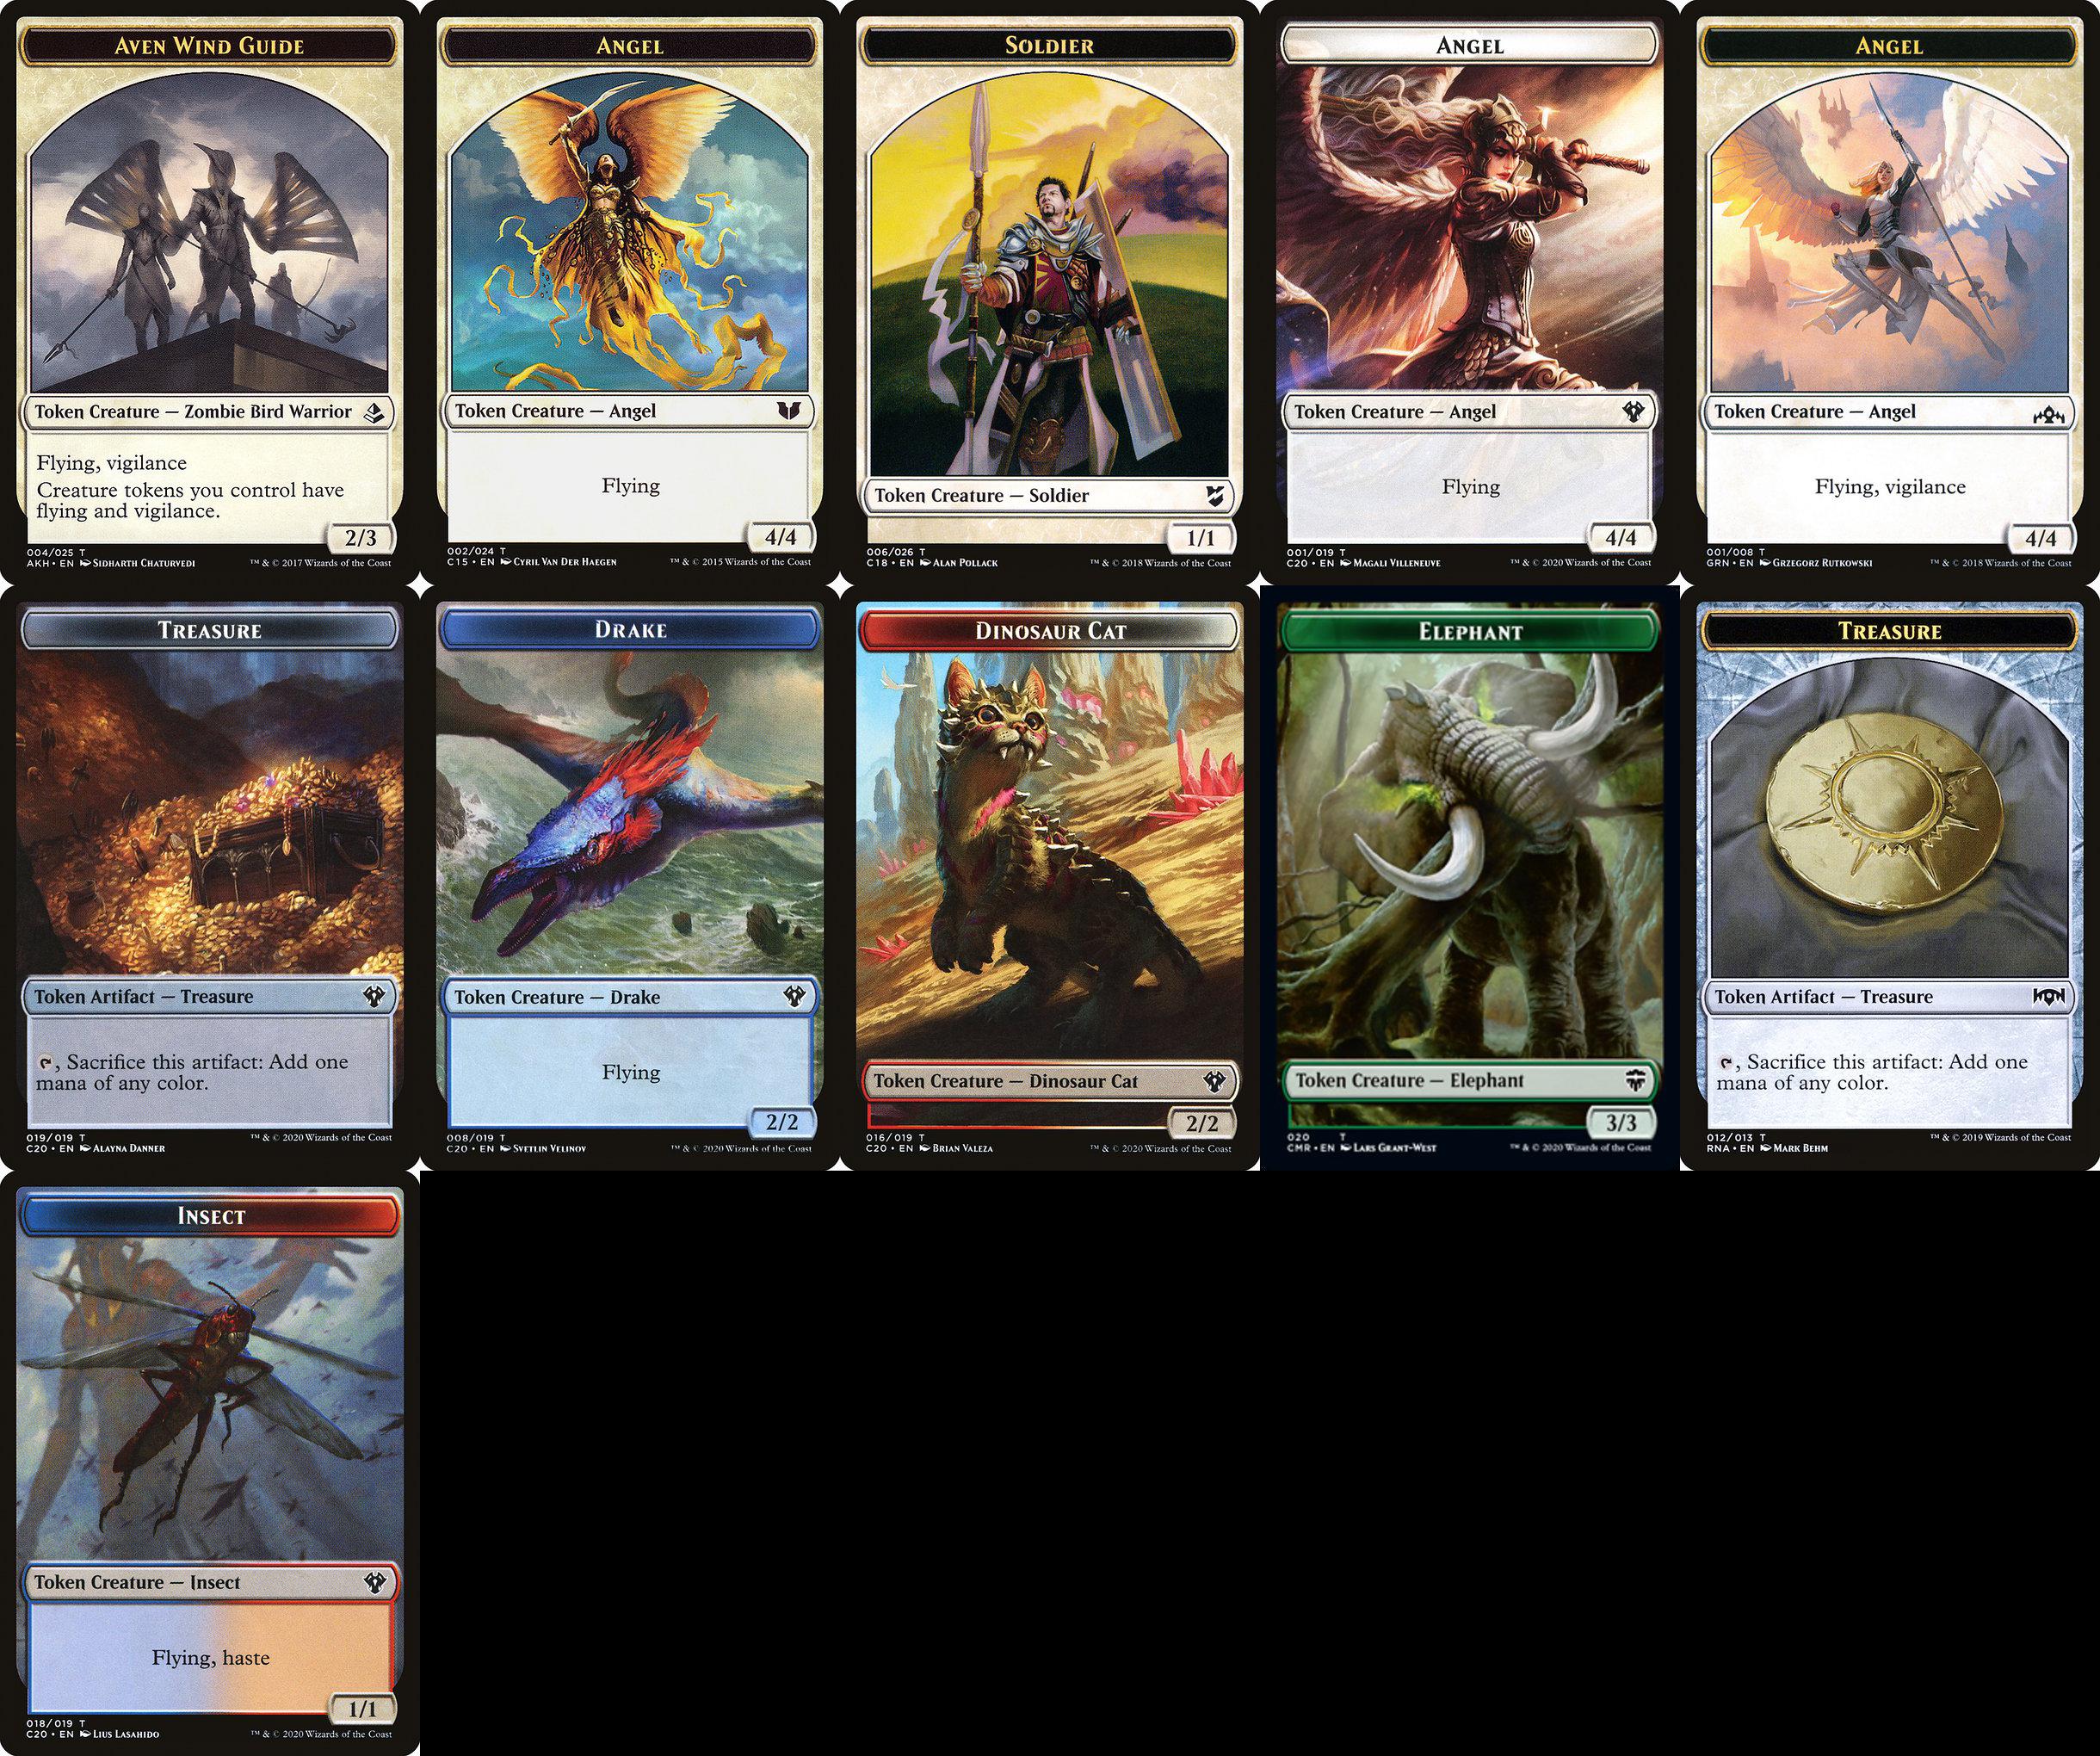 AVEN WIND GUIDE
Token Creature — Zombie Bird Warrior
Flying, vigilance
Creature tokens you control have
flying and vigilance.
2/3
004/025 T
AKH • EN SIDHARTH CHATURVEDI
™ & © 2017 Wizards of the Coast
ANGEL
Token Creature — Angel
Flying
4/4
002/024 T
C15 • EN CYRIL VAN DER HAEGEN
™ & © 2015 Wizards of the Coast
SOLDIER
Token Creature — Soldier
1/1
006/026 T
C18 • EN ALAN POLLACK
™ & © 2018 Wizards of the Coast
ANGEL
Token Creature — Angel
Flying
4/4
001/019 T
C20 • EN MAGALI VILLENEUVE
™ & © 2020 Wizards of the Coast
ANGEL
Token Creature — Angel
Flying, vigilance
4/4
001/008 T
GRN • EN GRZEGORZ RUTKOWSKI
™ & © 2018 Wizards of the Coast
TREASURE
Token Artifact — Treasure
, Sacrifice this artifact: Add one
mana of any color.
019/019 T
C20 • EN ALAYNA DANNER
™ & © 2020 Wizards of the Coast
DRAKE
Token Creature — Drake
Flying
2/2
008/019 T
C20 • EN SVETLIN VELINOV
™ & © 2020 Wizards of the Coast
DINOSAUR CAT
Token Creature — Dinosaur Cat
2/2
016/019 T
C20 • EN BRIAN VALEZA
™ & © 2020 Wizards of the Coast
ELEPHANT
Token Creature — Elephant
3/3
020 T
CMR • EN LARS GRANT-WEST
™ & © 2020 Wizards of the Coast
TREASURE
Token Artifact — Treasure
, Sacrifice this artifact: Add one
mana of any color.
012/013 T
RNA • EN MARK BEHM
™ & © 2019 Wizards of the Coast
INSECT
Token Creature — Insect
Flying, haste
1/1
018/019 T
C20 • EN LIUS LASAHIDO
™ & © 2020 Wizards of the Coast